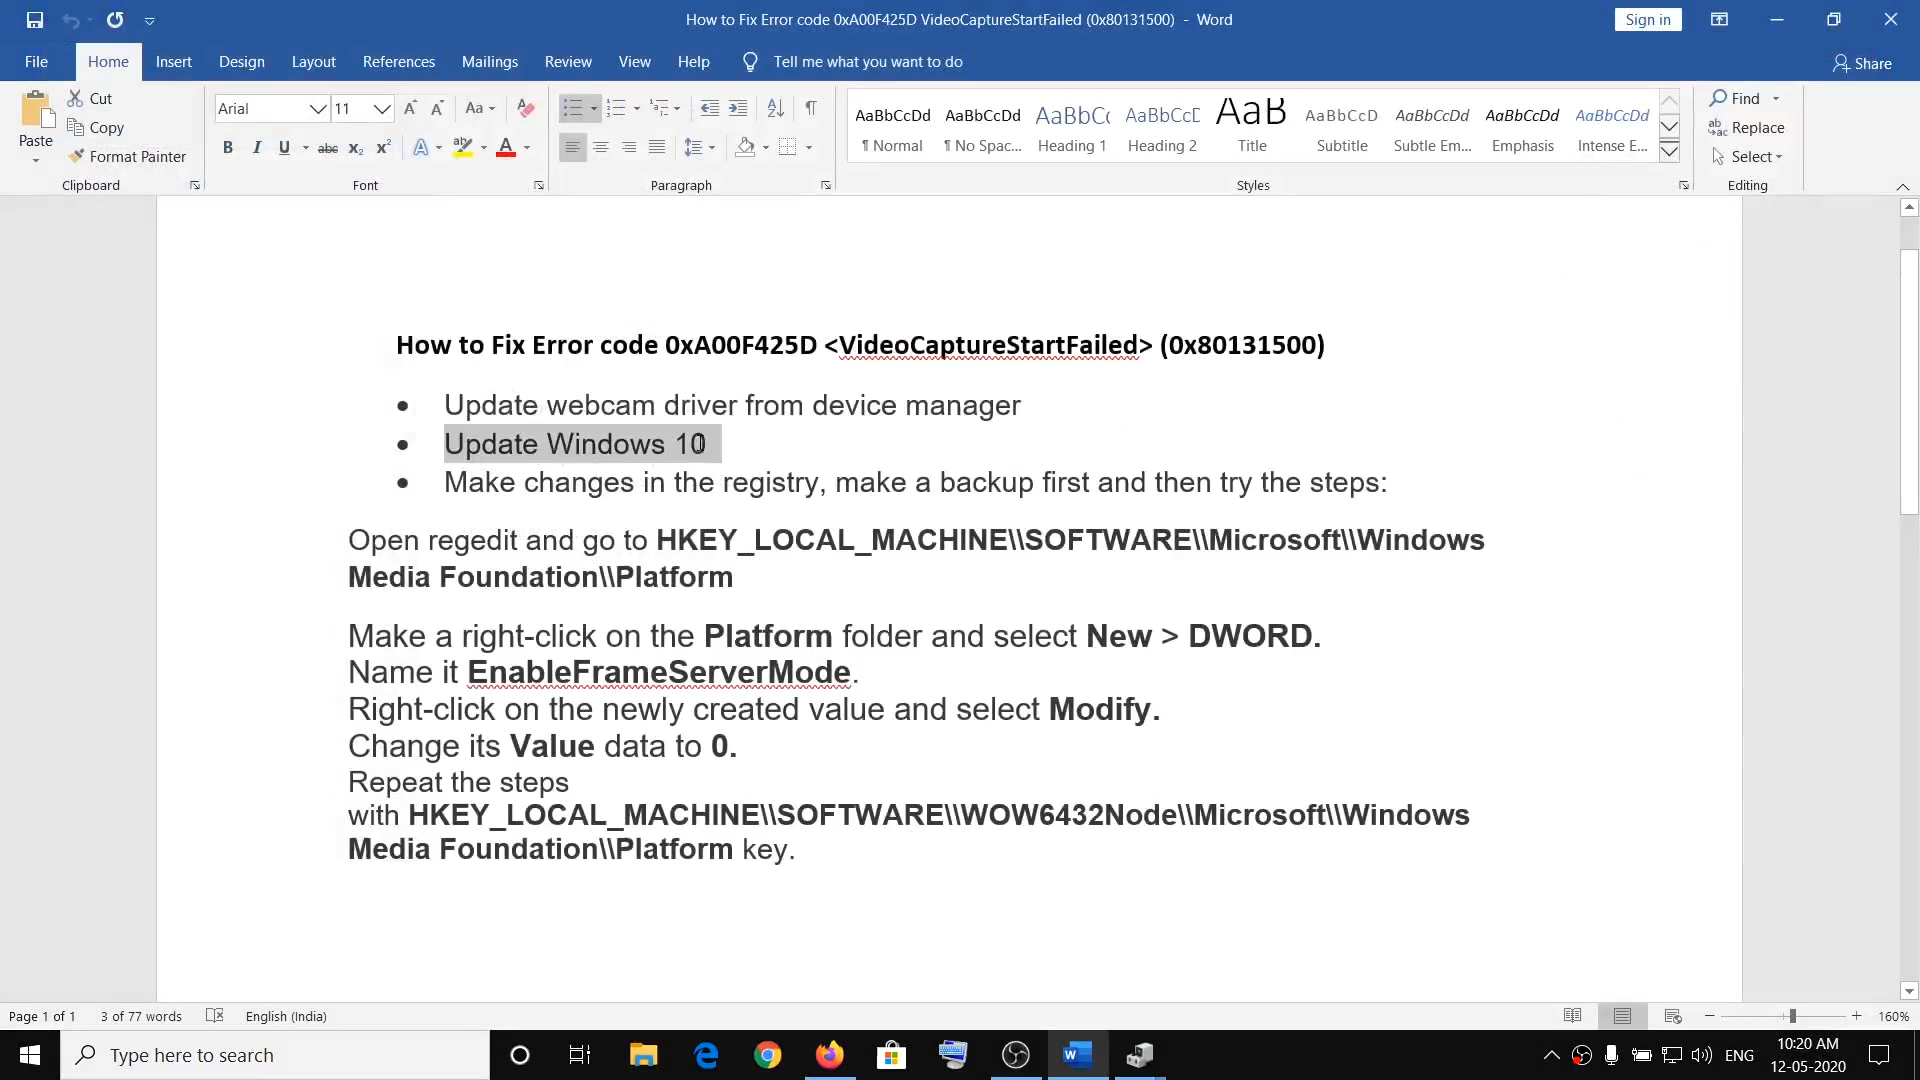 How to Fix Error code 0xA00F425D VideoCaptureStartFailed (0x80131500) - Word
Sign in
File Home Insert Design Layout References Mailings Review View Help Tell me what you want to do
Share
Paste
Cut
Copy
Format Painter
Clipboard
Arial 11
Aa
B I U abc x₂ x²
A
Font
Paragraph
AaBbCcDd AaBbCcDd AaBbCc AaBbCcD AaB AaBbCcD AaBbCcDd AaBbCcDd AaBbCcDd
¶ Normal ¶ No Spac... Heading 1 Heading 2 Title Subtitle Subtle Em... Emphasis Intense E...
Styles
Find
Replace
Select
Editing
How to Fix Error code 0xA00F425D <VideoCaptureStartFailed> (0x80131500)
• Update webcam driver from device manager
• Update Windows 10
• Make changes in the registry, make a backup first and then try the steps:
Open regedit and go to HKEY_LOCAL_MACHINE\\SOFTWARE\\Microsoft\\Windows
Media Foundation\\Platform
Make a right-click on the Platform folder and select New > DWORD.
Name it EnableFrameServerMode.
Right-click on the newly created value and select Modify.
Change its Value data to 0.
Repeat the steps
with HKEY_LOCAL_MACHINE\\SOFTWARE\\WOW6432Node\\Microsoft\\Windows
Media Foundation\\Platform key.
Page 1 of 1 3 of 77 words English (India) 160%
Type here to search
ENG
10:20 AM
12-05-2020